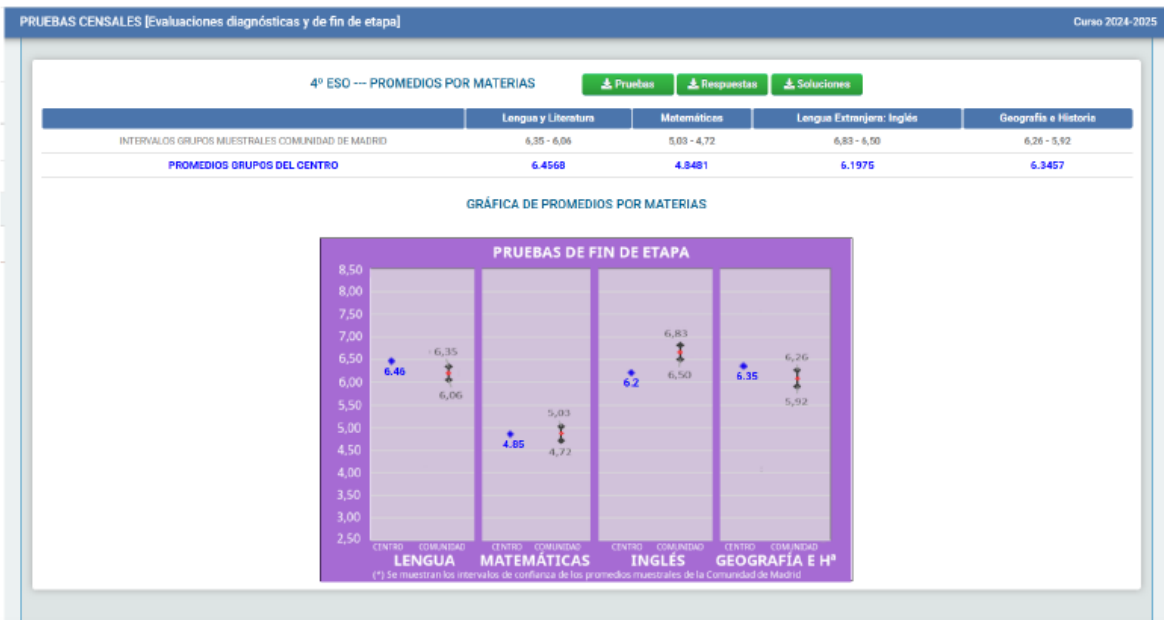 PRUEBAS CENSALES [Evaluaciones diagnósticas y de fin de etapa] Curso 2024-2025
4º ESO --- PROMEDIOS POR MATERIAS Pruebas Respuestas Soluciones
Lengua y Literatura Matemáticas Lengua Extranjera: Inglés Geografía e Historia
INTERVALOS GRUPOS MUESTRALES COMUNIDAD DE MADRID 6,35 - 6,06 5,03 - 4,72 6,83 - 6,50 6,26 - 5,92
PROMEDIOS GRUPOS DEL CENTRO 6.4568 4.8481 6.1975 6.3457
GRÁFICA DE PROMEDIOS POR MATERIAS
PRUEBAS DE FIN DE ETAPA
8,50
8,00
7,50
7,00 6,83
6,50 6,35 6,26
6.46 6.2 6,50 6.35
6,00 6,06 5,92
5,50 5,03
5,00
4.85
4,50 4,72
4,00
3,50
3,00
2,50
CENTRO COMUNIDAD CENTRO COMUNIDAD CENTRO COMUNIDAD CENTRO COMUNIDAD
LENGUA MATEMÁTICAS INGLÉS GEOGRAFÍA E Hª
(*) Se muestran los intervalos de confianza de los promedios muestrales de la Comunidad de Madrid